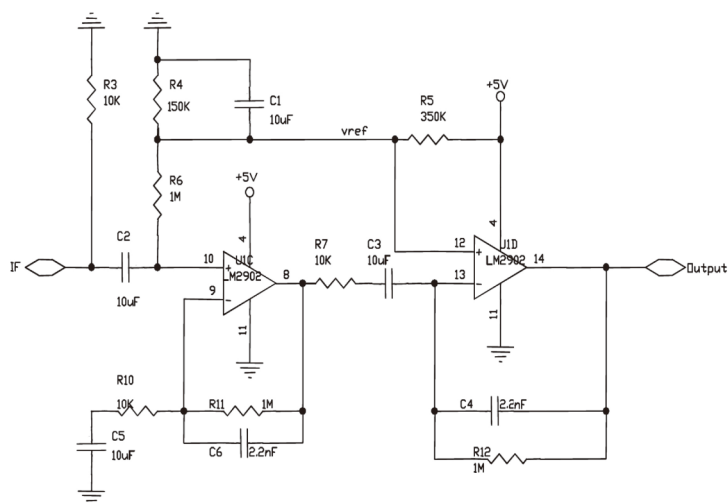 R3
10K
R4
150K
C1
10uF
+5V
R5
350K
vref
R6
1M
+5V
4
C2
IF
10uF
10
U1C
LM2902
9
8
11
R7
10K
C3
10uF
12
13
4
U1D
LM2902
14
11
Output
R10
10K
C5
10uF
R11
1M
C6
2.2nF
C4
2.2nF
R12
1M